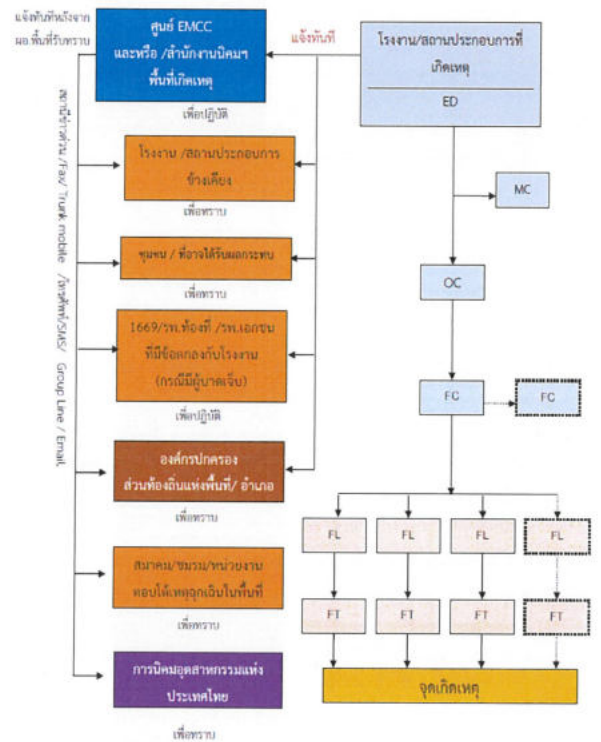 แจ้งทันทีหลังจาก
ผอ.พื้นที่รับทราบ
ศูนย์ EMCC
และหรือ /สำนักงานนิคมฯ
พื้นที่เกิดเหตุ
แจ้งทันที
โรงงาน/สถานประกอบการที่
เกิดเหตุ
ED
เพื่อปฏิบัติ
โรงงาน /สถานประกอบการ
ข้างเคียง
เพื่อทราบ
MC
ชุมชน / ที่อาจได้รับผลกระทบ
เพื่อทราบ
OC
1669/รพ.ท้องที่ /รพ.เอกชน
ที่มีข้อตกลงกับโรงงาน
(กรณีมีผู้บาดเจ็บ)
เพื่อปฏิบัติ
FC
FC
องค์กรปกครอง
ส่วนท้องถิ่นแห่งพื้นที่/ อำเภอ
เพื่อทราบ
FL
FL
FL
FL
สมาคม/ชมรม/หน่วยงาน
ตอบโต้เหตุฉุกเฉินในพื้นที่
เพื่อทราบ
FT
FT
FT
FT
การนิคมอุตสาหกรรมแห่ง
ประเทศไทย
เพื่อทราบ
จุดเกิดเหตุ
/Fax/ Trunk mobile /โทรศัพท์/SMS/ Group Line / Email